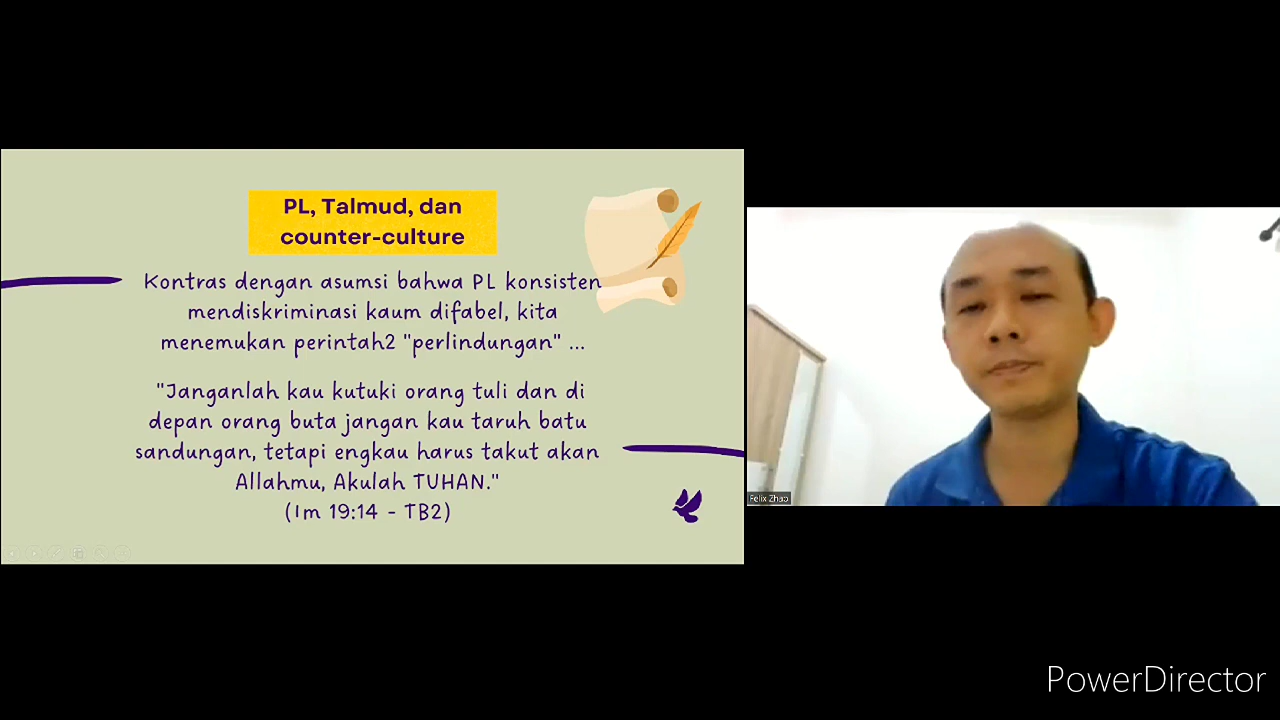 PL, Talmud, dan
counter-culture
Kontras dengan asumsi bahwa PL konsisten
mendiskriminasi kaum difabel, kita
menemukan perintah2 "perlindungan" ...
"Janganlah kau kutuki orang tuli dan di
depan orang buta jangan kau taruh batu
sandungan, tetapi engkau harus takut akan
Allahmu, Akulah TUHAN."
(Im 19:14 - TB2)
Felix Zhao
PowerDirector